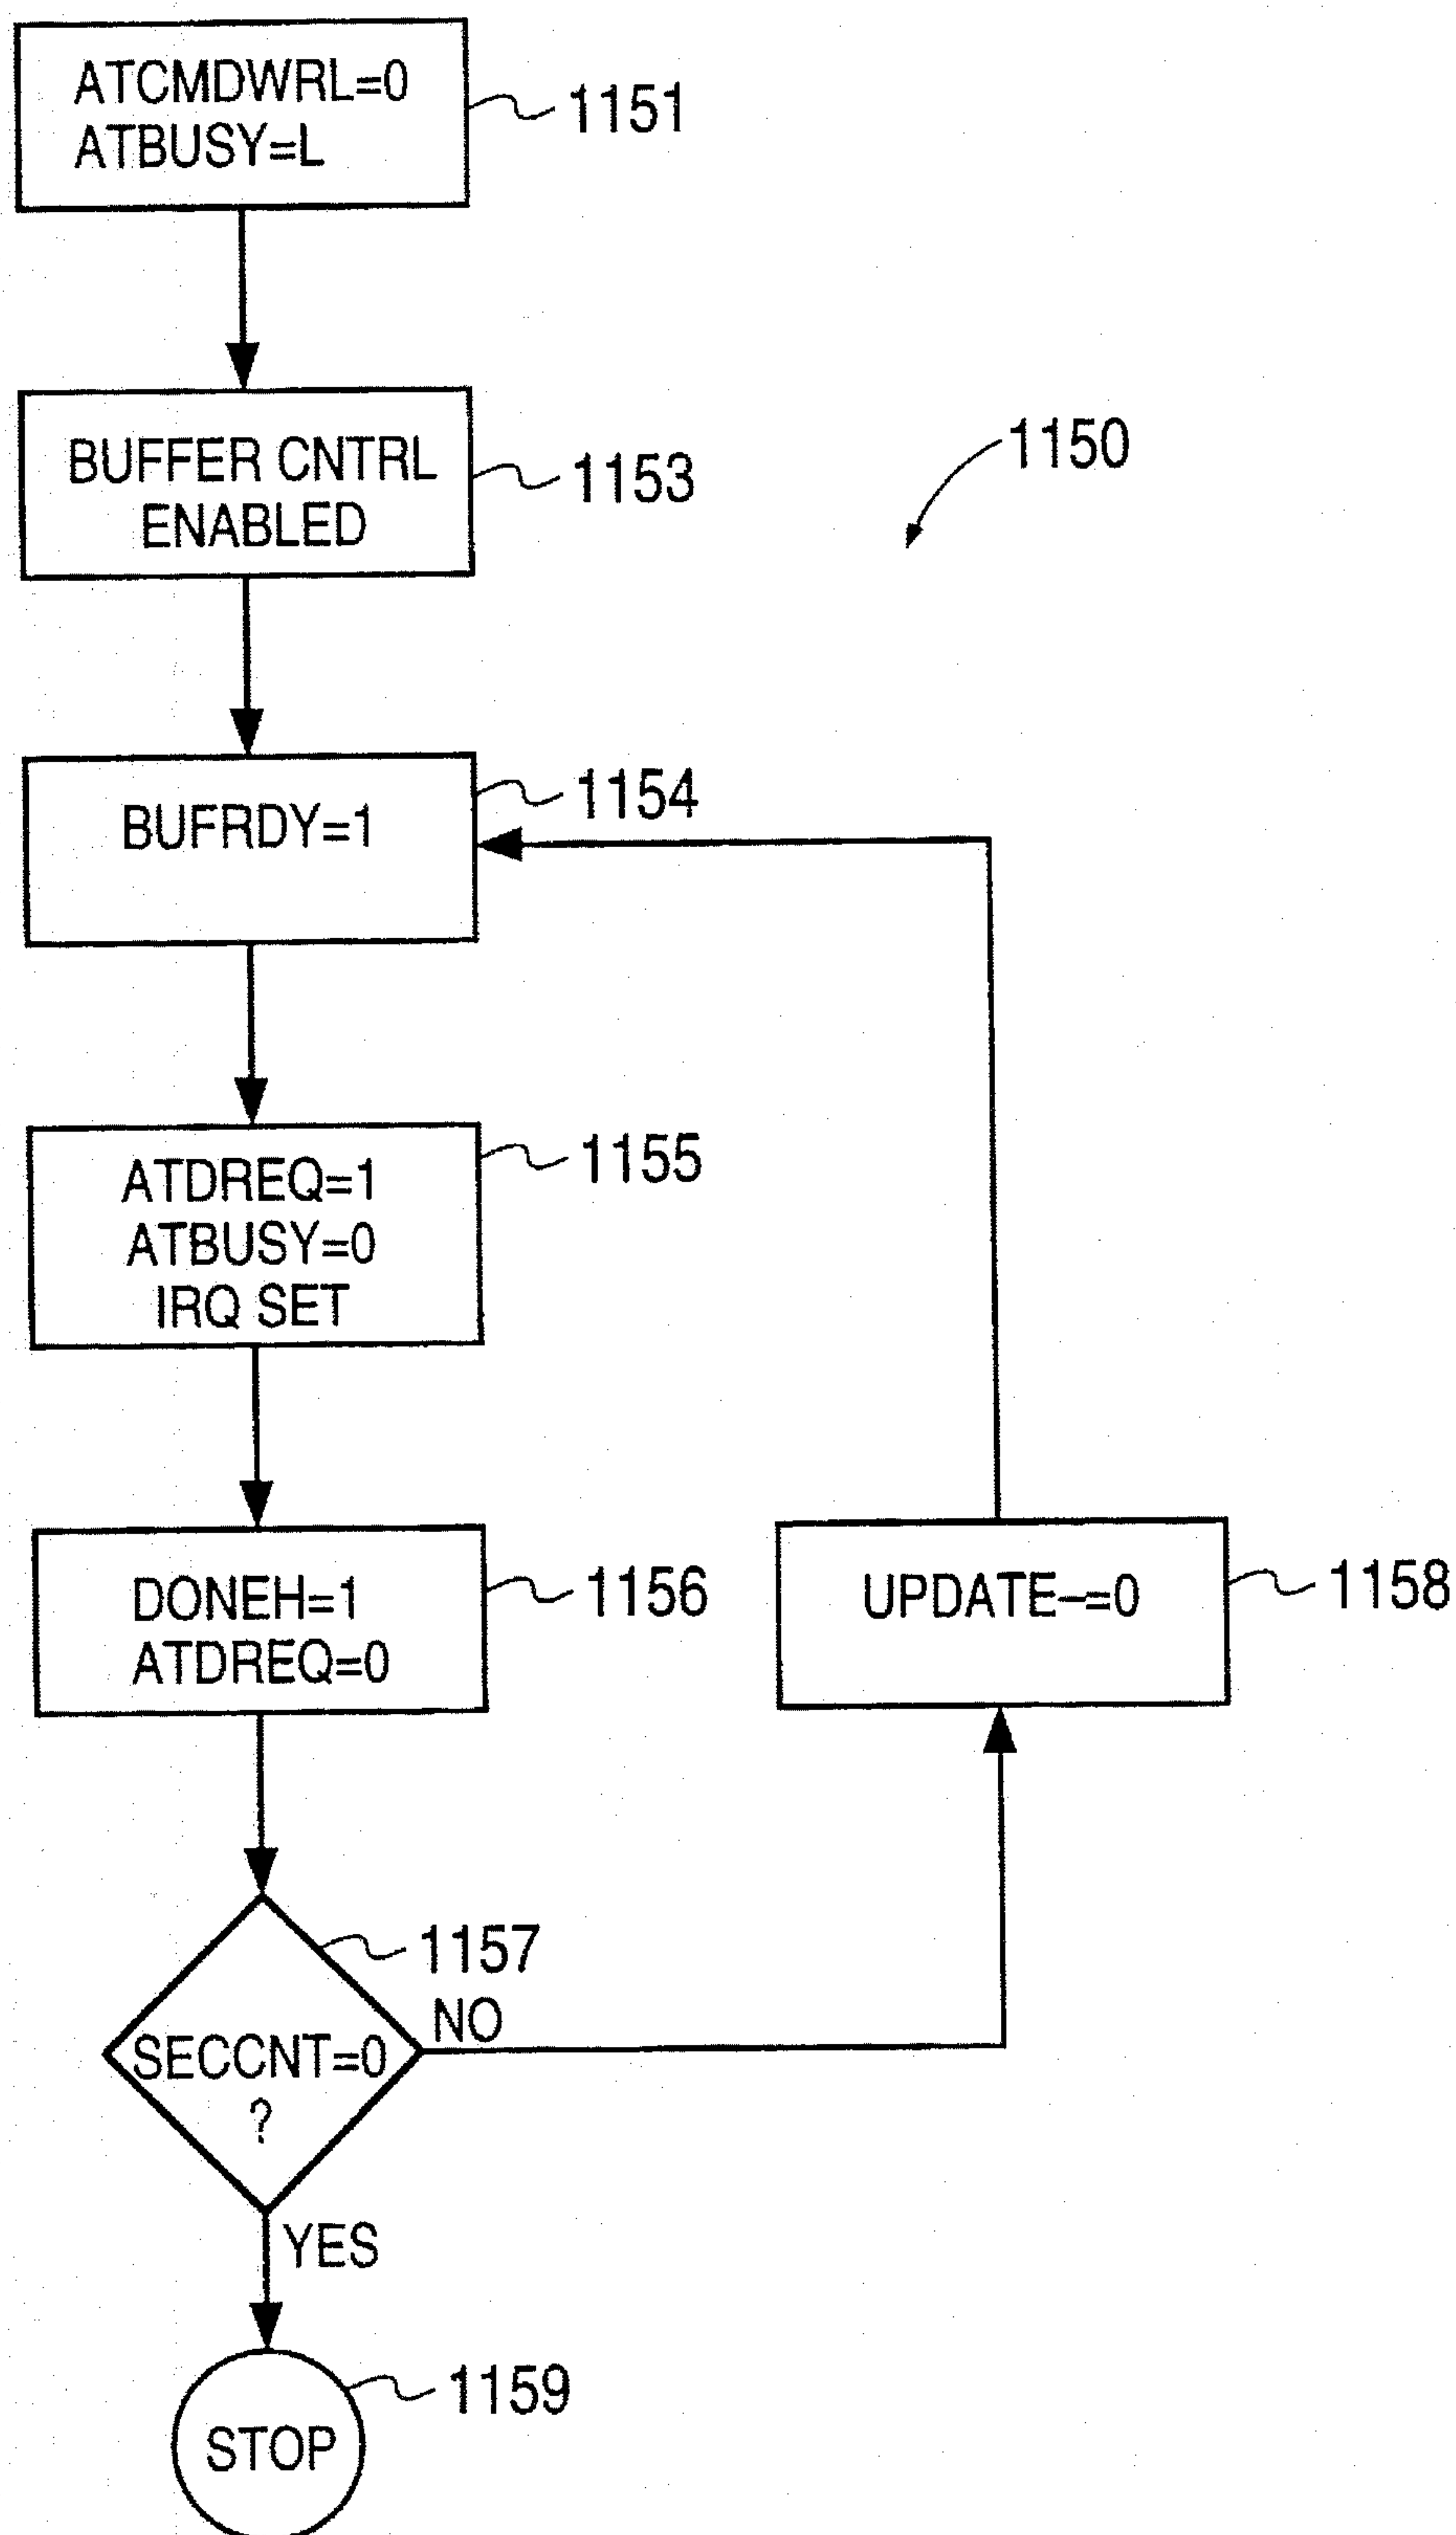 ATCMDWRL=0
ATBUSY=L
1151
BUFFER CNTRL
ENABLED
1153
1150
BUFRDY=1
1154
ATDREQ=1
ATBUSY=0
IRQ SET
1155
DONEH=1
ATDREQ=0
1156
UPDATE-=0
1158
1157
SECCNT=0
?
NO
YES
STOP
1159